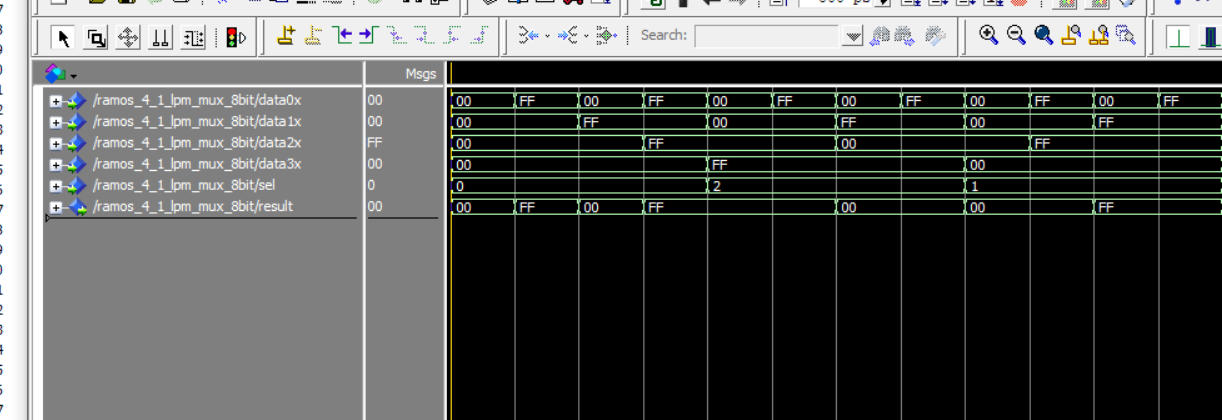 Search:
Msgs
/ramos_4_1_lpm_mux_8bit/data0x 00 00 FF 00 FF 00 FF 00 FF 00 FF 00 FF
/ramos_4_1_lpm_mux_8bit/data1x 00 00 FF 00 FF 00 FF
/ramos_4_1_lpm_mux_8bit/data2x FF 00 FF 00 FF
/ramos_4_1_lpm_mux_8bit/data3x 00 00 FF 00
/ramos_4_1_lpm_mux_8bit/sel 0 0 2 1
/ramos_4_1_lpm_mux_8bit/result 00 00 FF 00 FF 00 00 FF